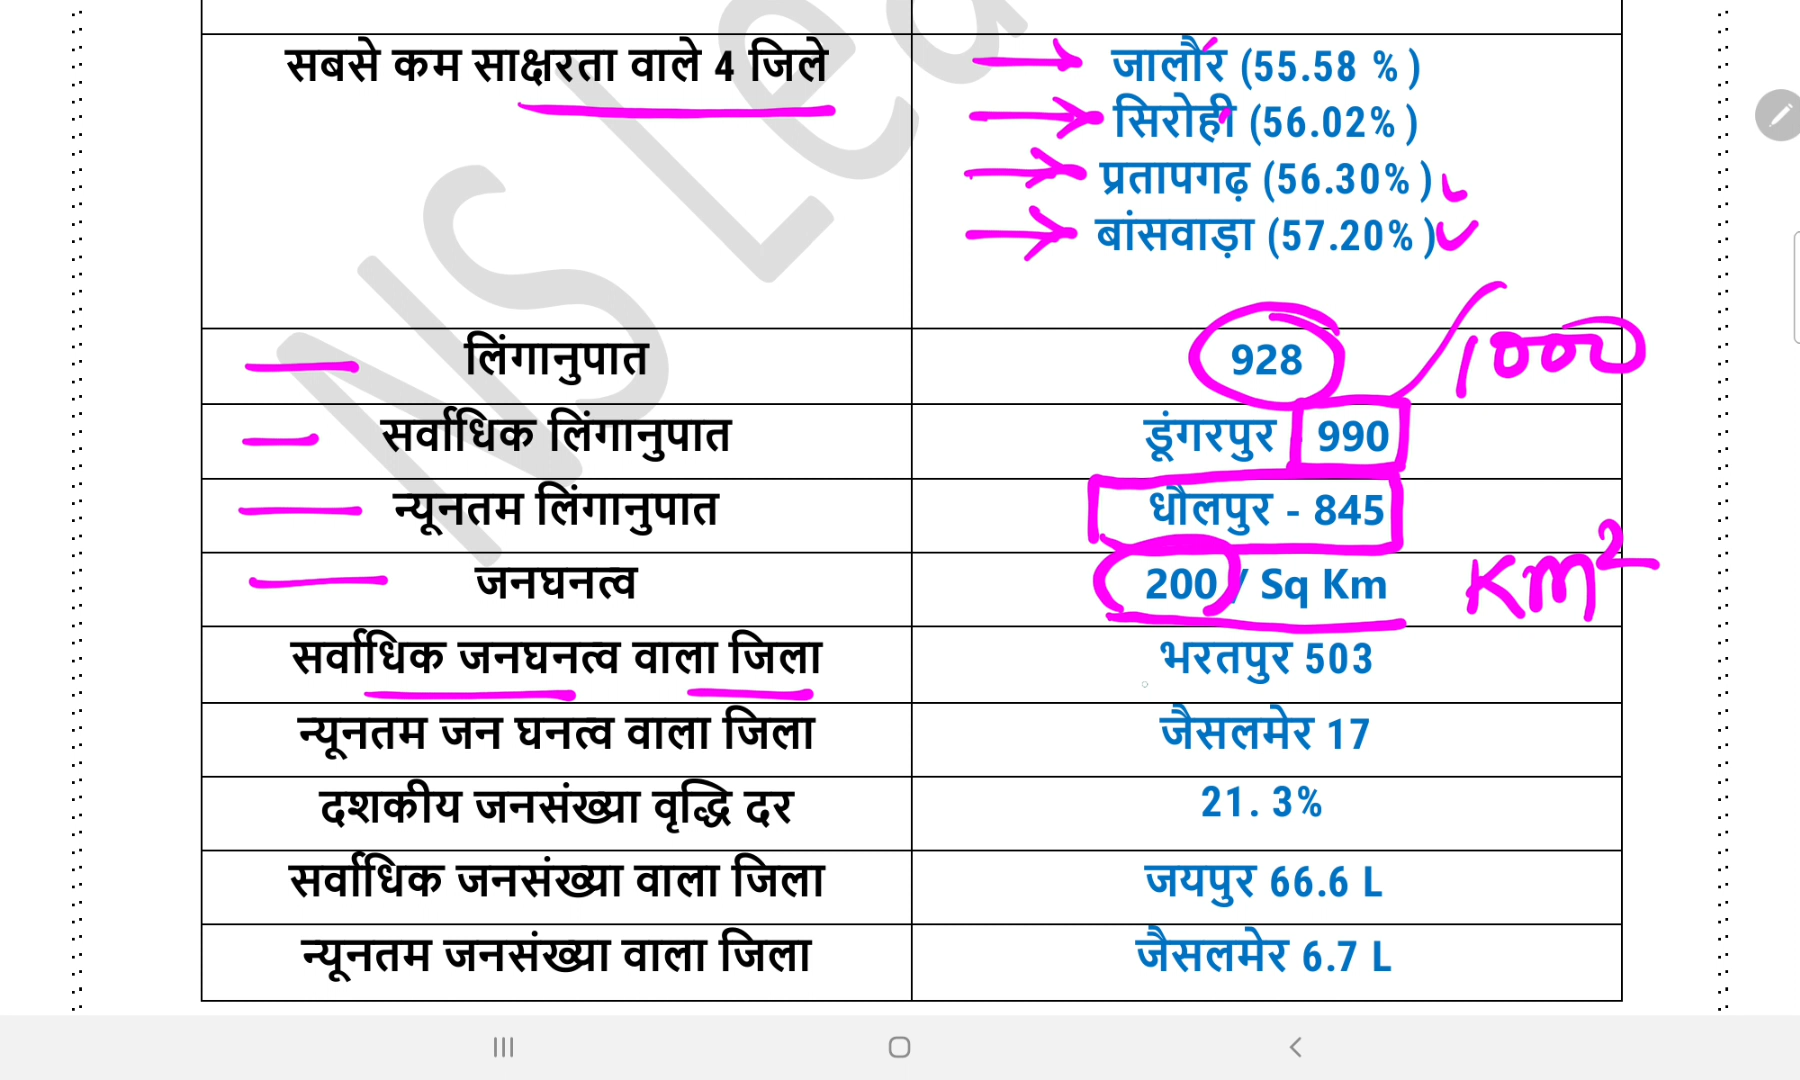 सबसे कम साक्षरता वाले 4 जिले
जालौर (55.58 %)
सिरोही (56.02%)
प्रतापगढ़ (56.30%)
बांसवाड़ा (57.20%)
लिंगानुपात 928 /1000
सर्वाधिक लिंगानुपात डूंगरपुर 990
न्यूनतम लिंगानुपात धौलपुर - 845
जनघनत्व 200 / Sq Km Km²
सर्वाधिक जनघनत्व वाला जिला भरतपुर 503
न्यूनतम जन घनत्व वाला जिला जैसलमेर 17
दशकीय जनसंख्या वृद्धि दर 21. 3%
सर्वाधिक जनसंख्या वाला जिला जयपुर 66.6 L
न्यूनतम जनसंख्या वाला जिला जैसलमेर 6.7 L
NS